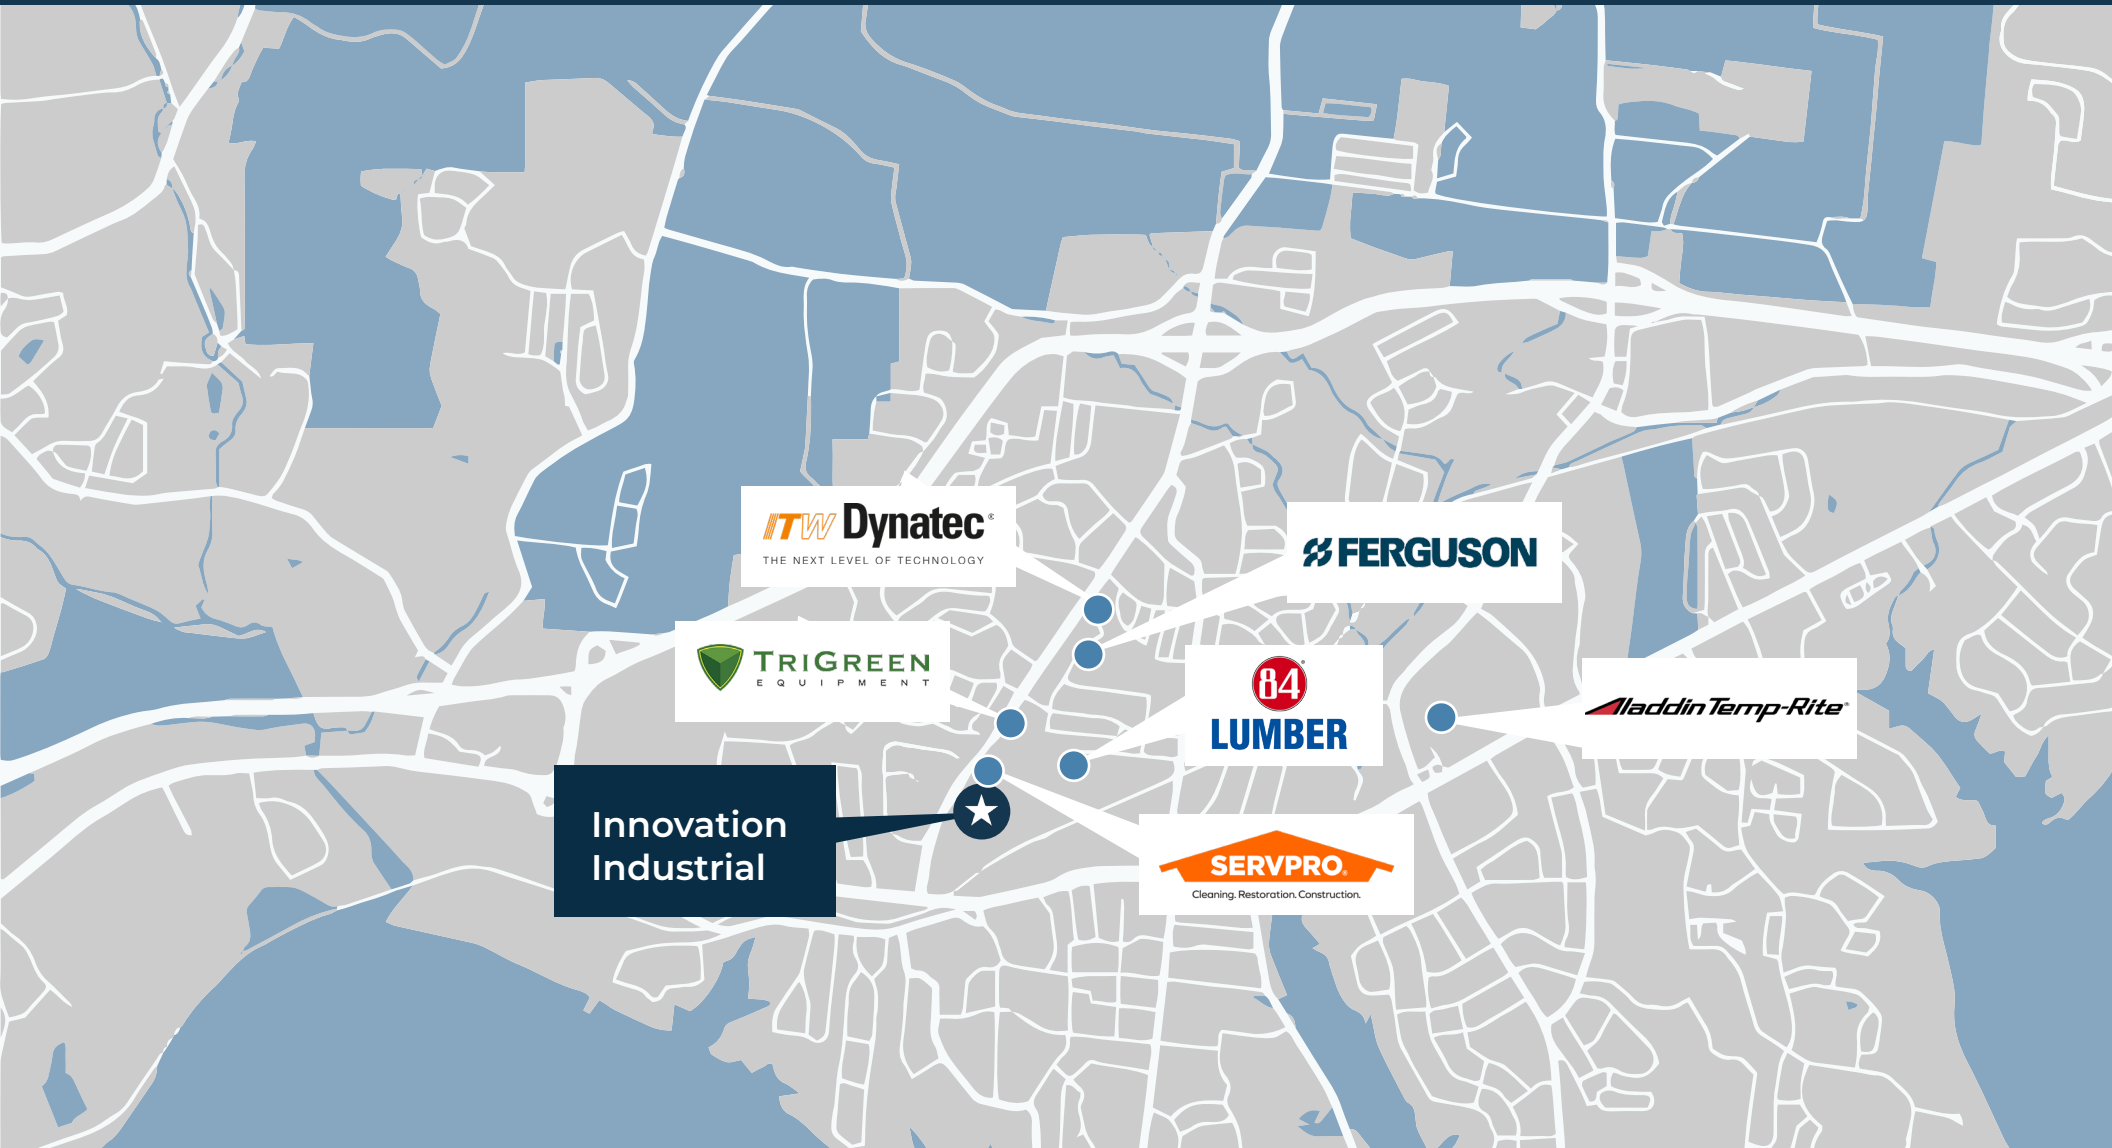 ITW Dynatec
THE NEXT LEVEL OF TECHNOLOGY
FERGUSON
TRIGREEN
EQUIPMENT
84
LUMBER
Aladdin Temp-Rite®
Innovation
Industrial
SERVPRO®
Cleaning. Restoration. Construction.